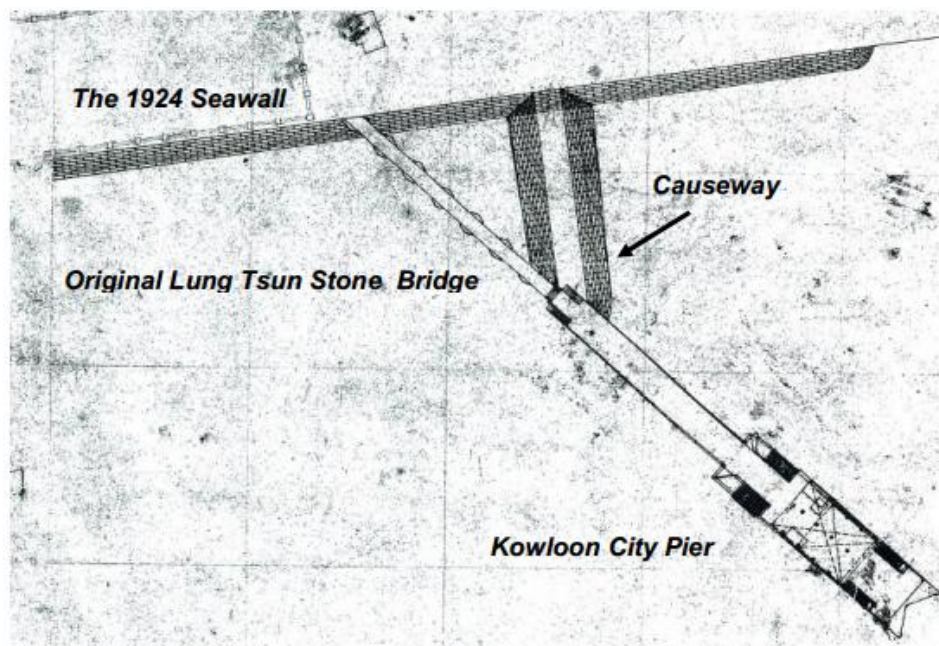 The 1924 Seawall
Causeway
Original Lung Tsun Stone Bridge
Kowloon City Pier